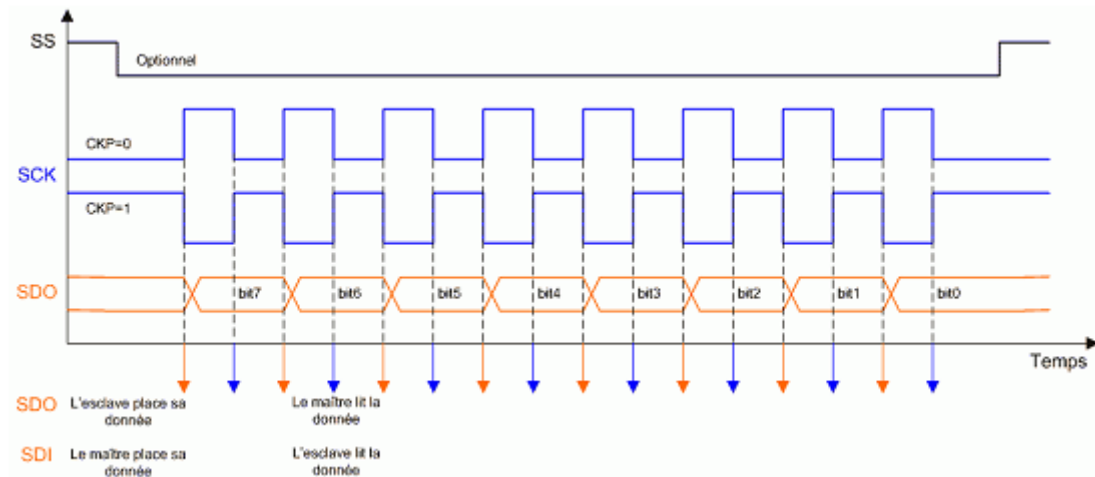 SS
Optionnel
CKP=0
SCK
CKP=1
SDO
bit7 bit6 bit5 bit4 bit3 bit2 bit1 bit0
Temps
SDO L'esclave place sa donnée Le maître lit la donnée
SDI Le maître place sa donnée L'esclave lit la donnée